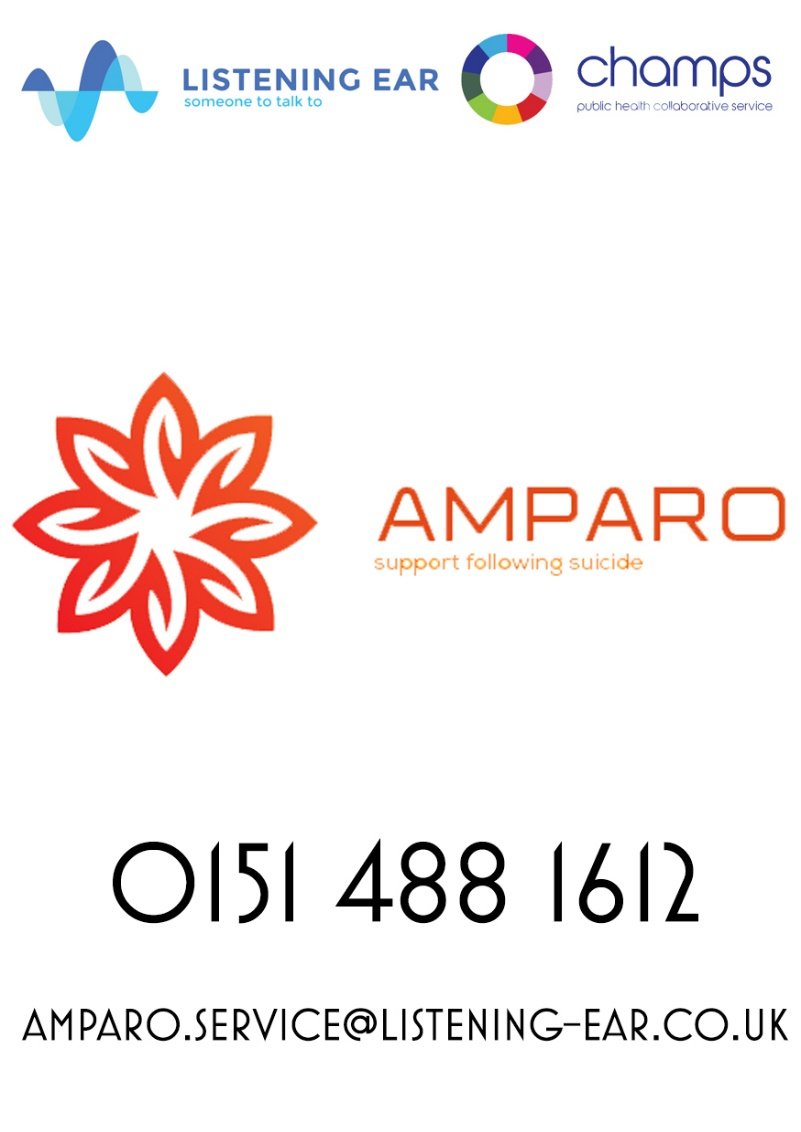 LISTENING EAR
someone to talk to
champs
public health collaborative service
AMPARO
support following suicide
0151 488 1612
AMPARO.SERVICE@LISTENING-EAR.CO.UK